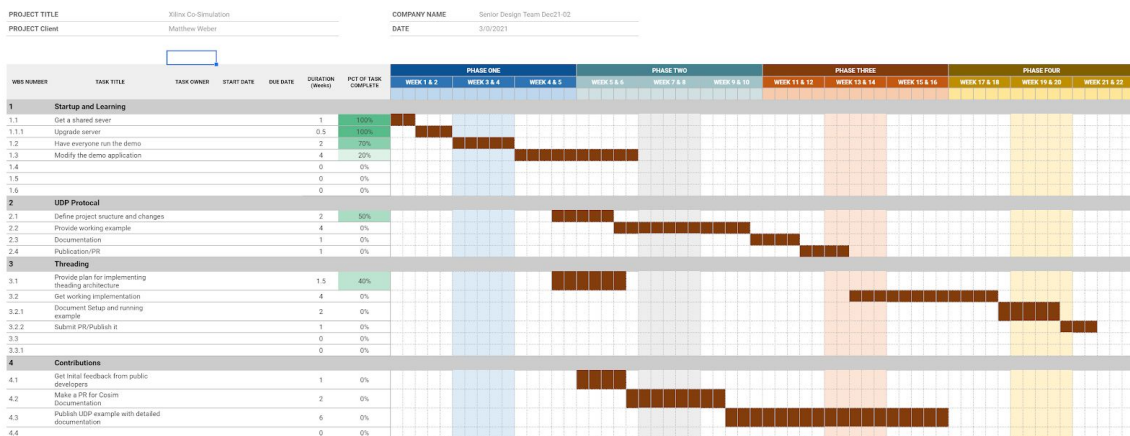 PROJECT TITLE Xilinx Co-Simulation COMPANY NAME Senior Design Team Dec21-02
PROJECT Client Matthew Weber DATE 3/3/2021
PHASE ONE PHASE TWO PHASE THREE PHASE FOUR
WBS NUMBER TASK TITLE TASK OWNER START DATE DUE DATE DURATION (Weeks) PCT OF TASK COMPLETE WEEK 1 & 2 WEEK 3 & 4 WEEK 4 & 5 WEEK 5 & 6 WEEK 7 & 8 WEEK 9 & 10 WEEK 11 & 12 WEEK 13 & 14 WEEK 15 & 16 WEEK 17 & 18 WEEK 19 & 20 WEEK 21 & 22
1 Startup and Learning
1.1 Get a shared sever 1 100%
1.1.1 Upgrade server 0.5 100%
1.2 Have everyone run the demo 2 70%
1.3 Modify the demo application 4 20%
1.4 0 0%
1.5 0 0%
1.6 0 0%
2 UDP Protocal
2.1 Define project sructure and changes 2 50%
2.2 Provide working example 4 0%
2.3 Documentation 1 0%
2.4 Publication/PR 1 0%
3 Threading
3.1 Provide plan for implementing theading architecture 1.5 40%
3.2 Get working implementation 4 0%
3.2.1 Document Setup and running example 2 0%
3.2.2 Submit PR/Publish it 1 0%
3.3 0 0%
3.3.1 0 0%
4 Contributions
4.1 Get Inital feedback from public developers 1 0%
4.2 Make a PR for Cosim Documentation 2 0%
4.3 Publish UDP example with detailed documentation 6 0%
4.4 0 0%